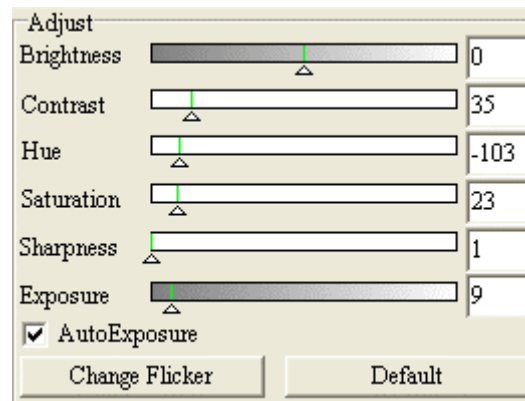 Adjust
Brightness 0
Contrast 35
Hue -103
Saturation 23
Sharpness 1
Exposure 9
AutoExposure
Change Flicker Default